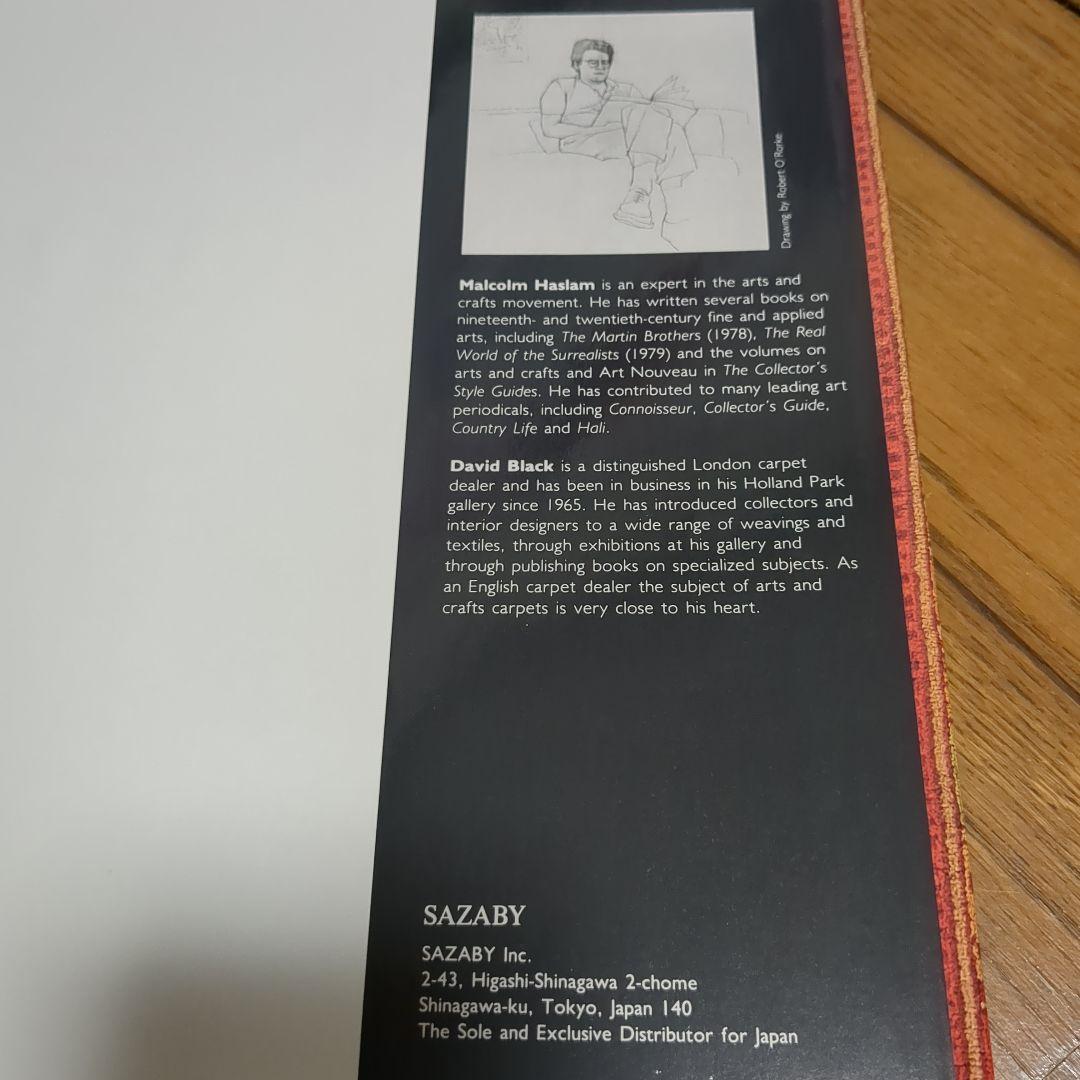 Drawing by Robert O'Rorke
Malcolm Haslam is an expert in the arts and
crafts movement. He has written several books on
nineteenth- and twentieth-century fine and applied
arts, including The Martin Brothers (1978), The Real
World of the Surrealists (1979) and the volumes on
arts and crafts and Art Nouveau in The Collector's
Style Guides. He has contributed to many leading art
periodicals, including Connoisseur, Collector's Guide,
Country Life and Hali.
David Black is a distinguished London carpet
dealer and has been in business in his Holland Park
gallery since 1965. He has introduced collectors and
interior designers to a wide range of weavings and
textiles, through exhibitions at his gallery and
through publishing books on specialized subjects. As
an English carpet dealer the subject of arts and
crafts carpets is very close to his heart.
SAZABY
SAZABY Inc.
2-43, Higashi-Shinagawa 2-chome
Shinagawa-ku, Tokyo, Japan 140
The Sole and Exclusive Distributor for Japan